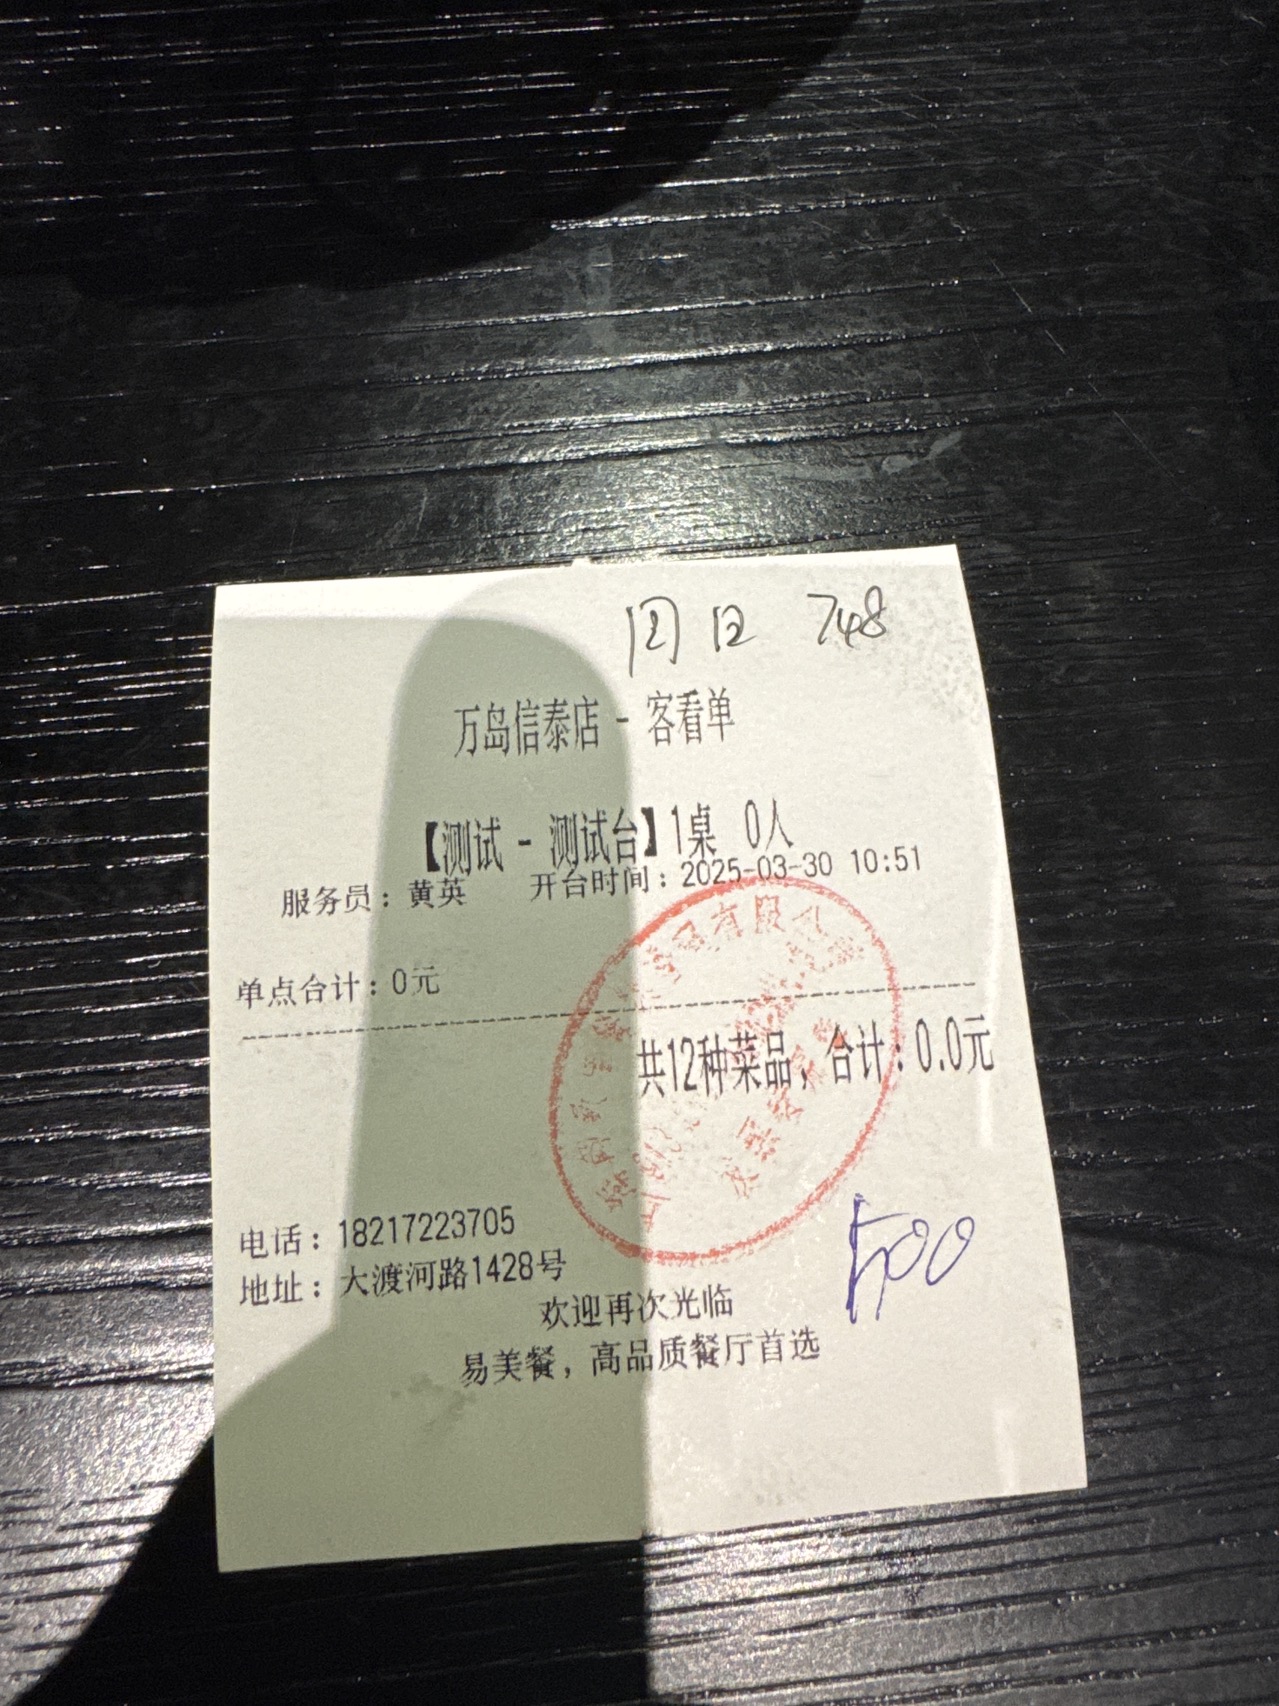 周日 748
万岛信泰店 - 客看单
【测试 - 测试台】1桌 0人
服务员：黄英 开台时间：2025-03-30 10:51
单点合计：0元
共12种菜品，合计：0.0元
电话：18217223705
地址：大渡河路1428号
500
欢迎再次光临
易美餐，高品质餐厅首选